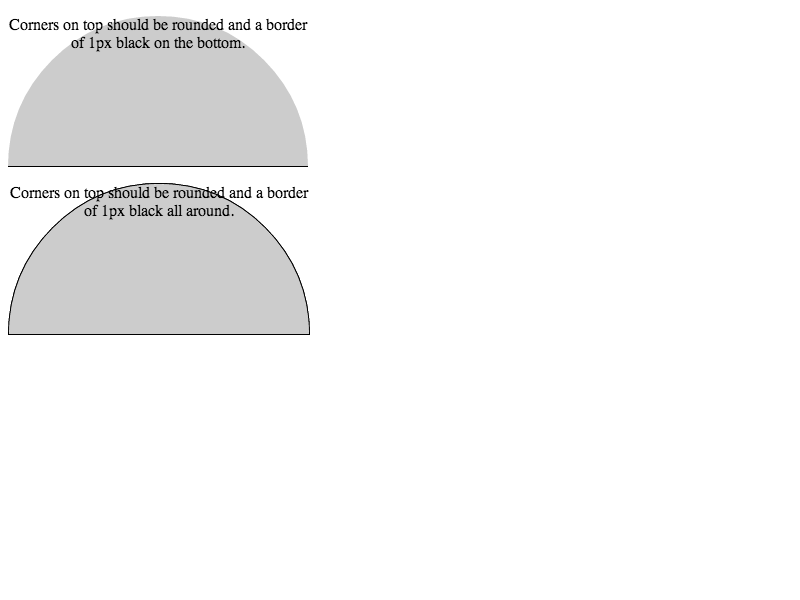 Corners on top should be rounded and a border
of 1px black on the bottom.
Corners on top should be rounded and a border
of 1px black all around.